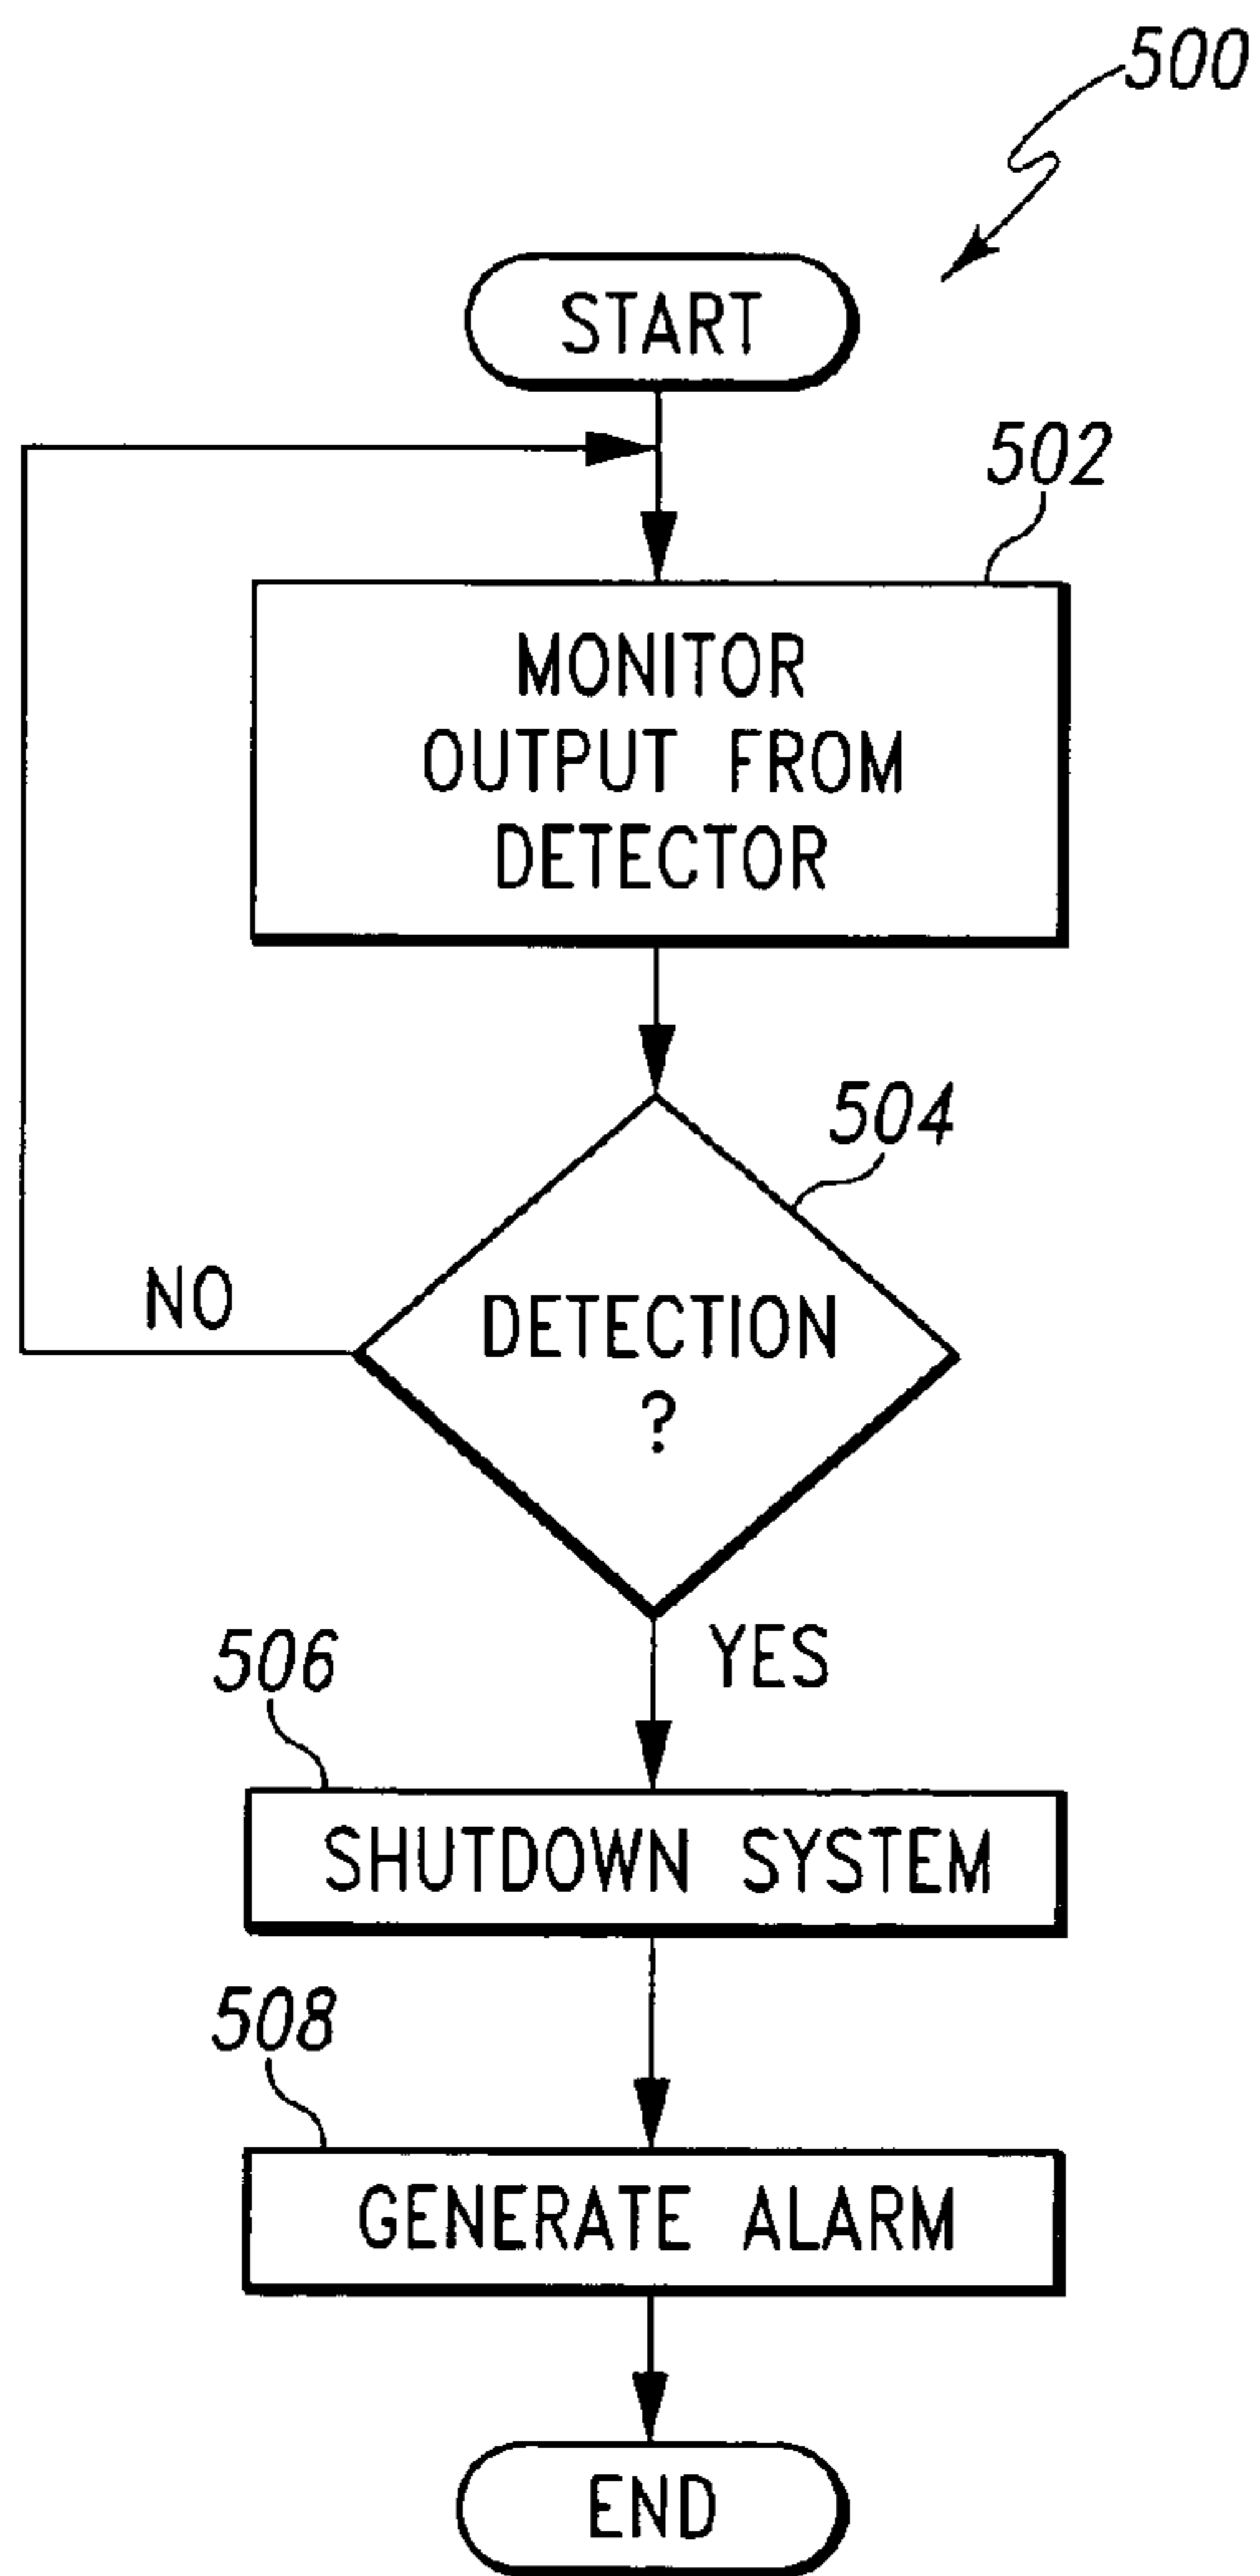 500
START
502
MONITOR
OUTPUT FROM
DETECTOR
504
NO
DETECTION
?
YES
506
SHUTDOWN SYSTEM
508
GENERATE ALARM
END